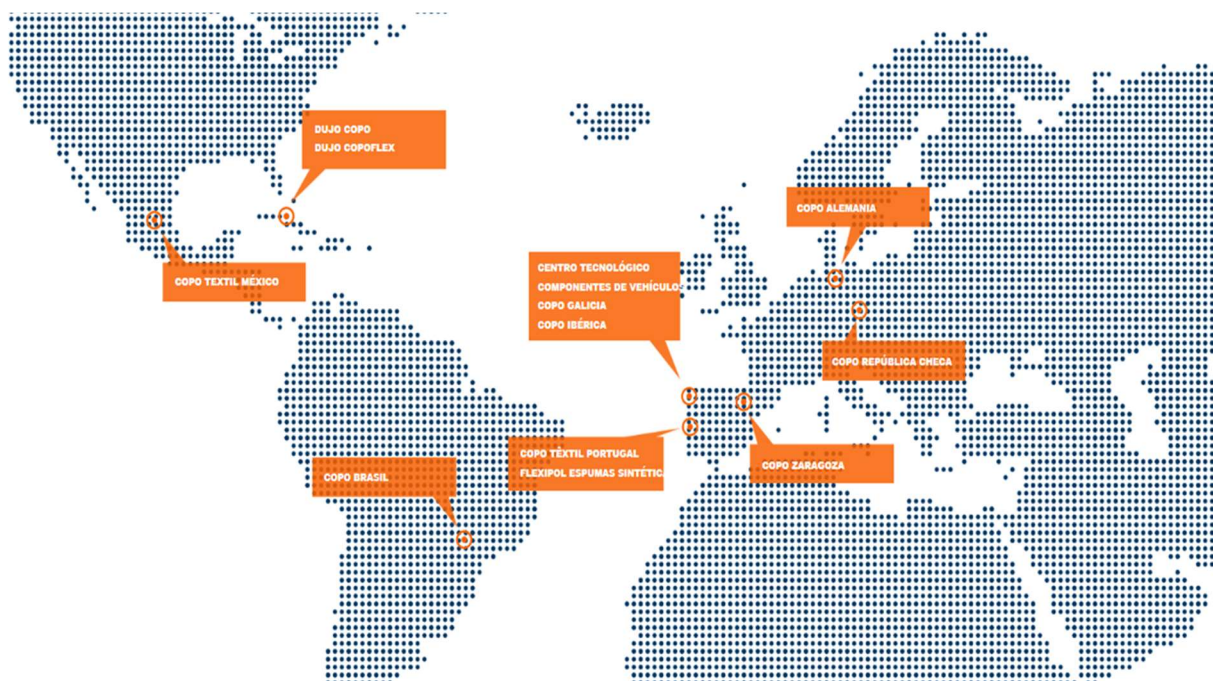 DUJO COPO
DUJO COPOFLEX
COPO ALEMANIA
COPO TEXTIL MÉXICO
CENTRO TECNOLÓGICO
COMPONENTES DE VEHÍCULOS
COPO GALICIA
COPO IBÉRICA
COPO REPÚBLICA CHECA
COPO TÊXTIL PORTUGAL
FLEXIPOL ESPUMAS SINTÉTICA
COPO ZARAGOZA
COPO BRASIL